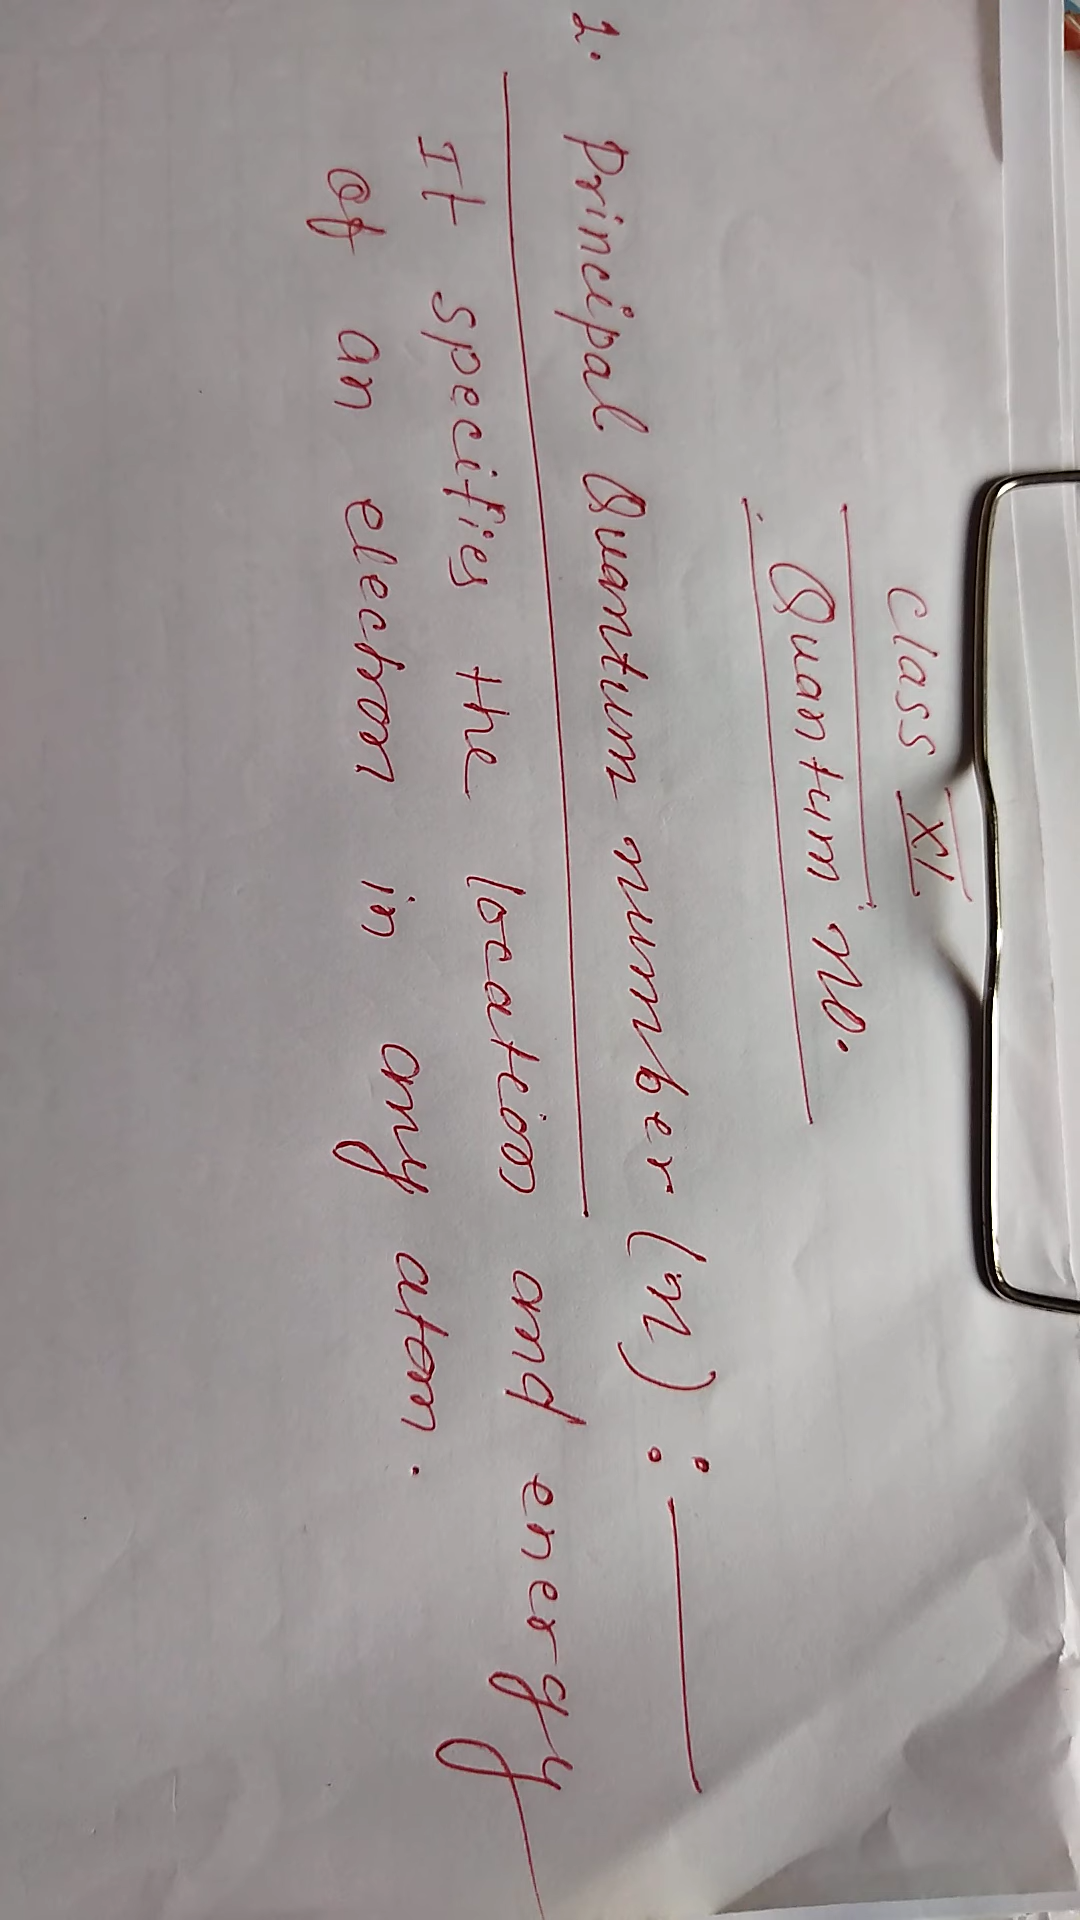 Class XI
Quantum no.
1. Principal Quantum number (n) :
It specifies the location and energy
of an electron in any atom.